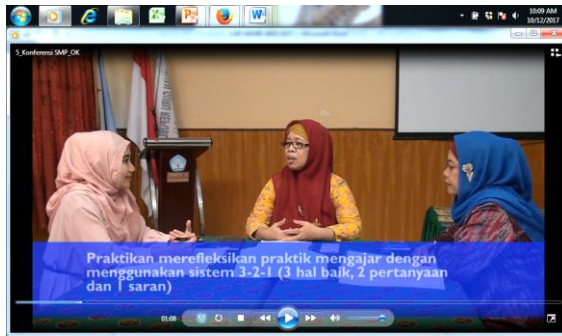 10:09 AM
10/12/2017
5_Konferensi SMP_OK
Praktikan merefleksikan praktik mengajar dengan
menggunakan sistem 3-2-1 (3 hal baik, 2 pertanyaan
dan 1 saran)
01:08